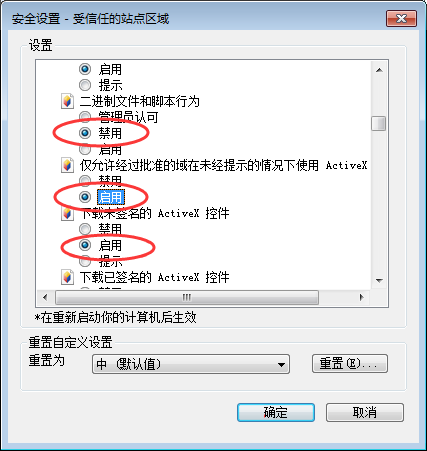 安全设置 - 受信任的站点区域
设置
启用
提示
二进制文件和脚本行为
管理员认可
禁用
启用
仅允许经过批准的域在未经提示的情况下使用 ActiveX
禁用
启用
下载未签名的 ActiveX 控件
禁用
启用
提示
下载已签名的 ActiveX 控件
*在重新启动你的计算机后生效
重置自定义设置
重置为
中 (默认值)
重置(E)...
确定
取消